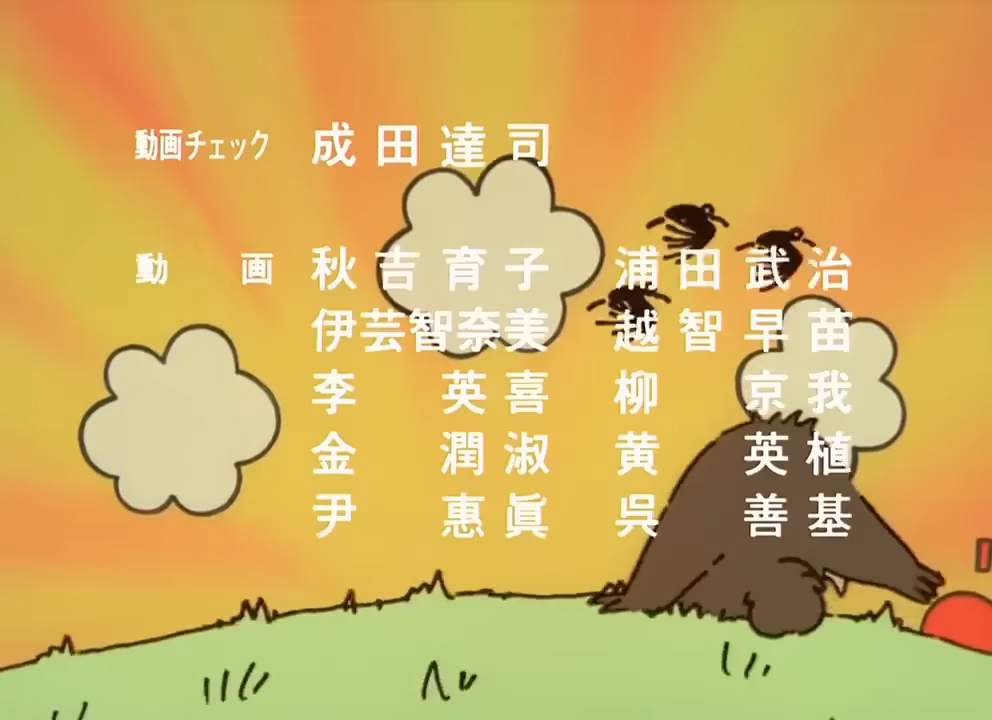 動画チェック 成田達司
動画 秋吉育子 浦田武治
伊芸智奈美 越智早苗
李英喜 柳京我
金潤淑 黄英植
尹惠眞 呉善基